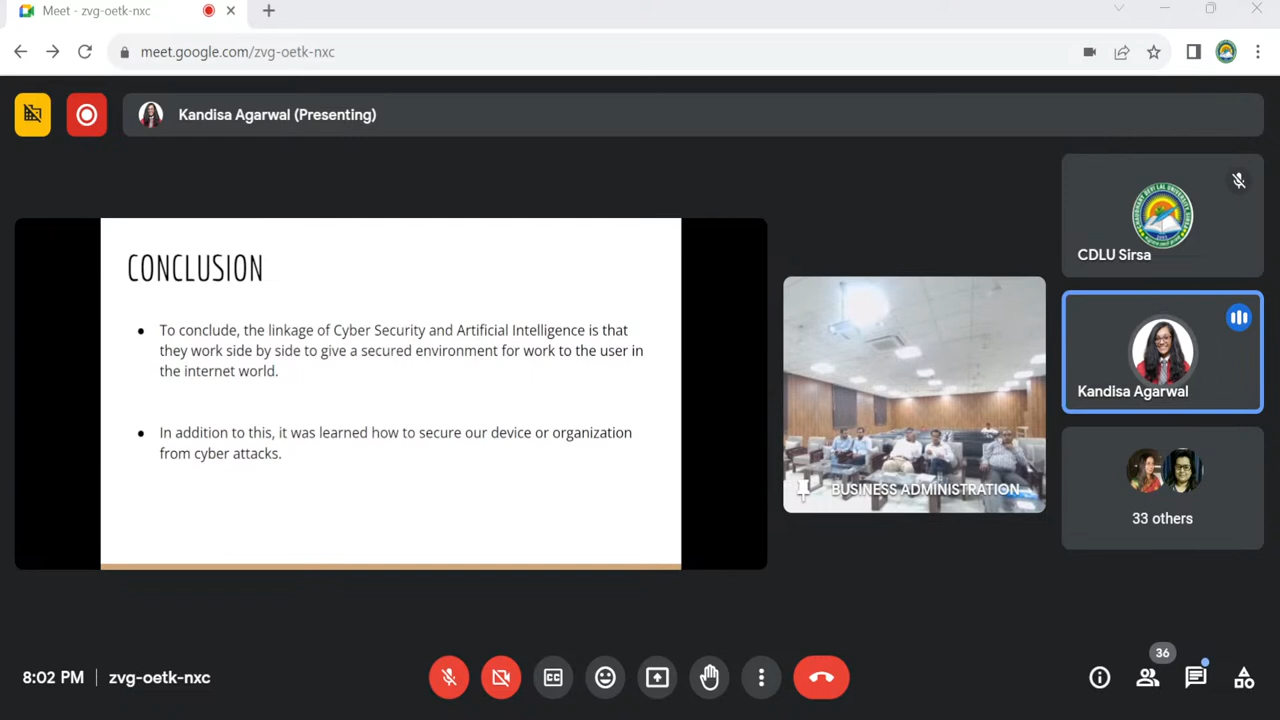 Meet - zvg-oetk-nxc
meet.google.com/zvg-oetk-nxc
Kandisa Agarwal (Presenting)
CONCLUSION
● To conclude, the linkage of Cyber Security and Artificial Intelligence is that
they work side by side to give a secured environment for work to the user in
the internet world.
● In addition to this, it was learned how to secure our device or organization
from cyber attacks.
BUSINESS ADMINISTRATION
CDLU Sirsa
Kandisa Agarwal
33 others
8:02 PM | zvg-oetk-nxc
CC
36